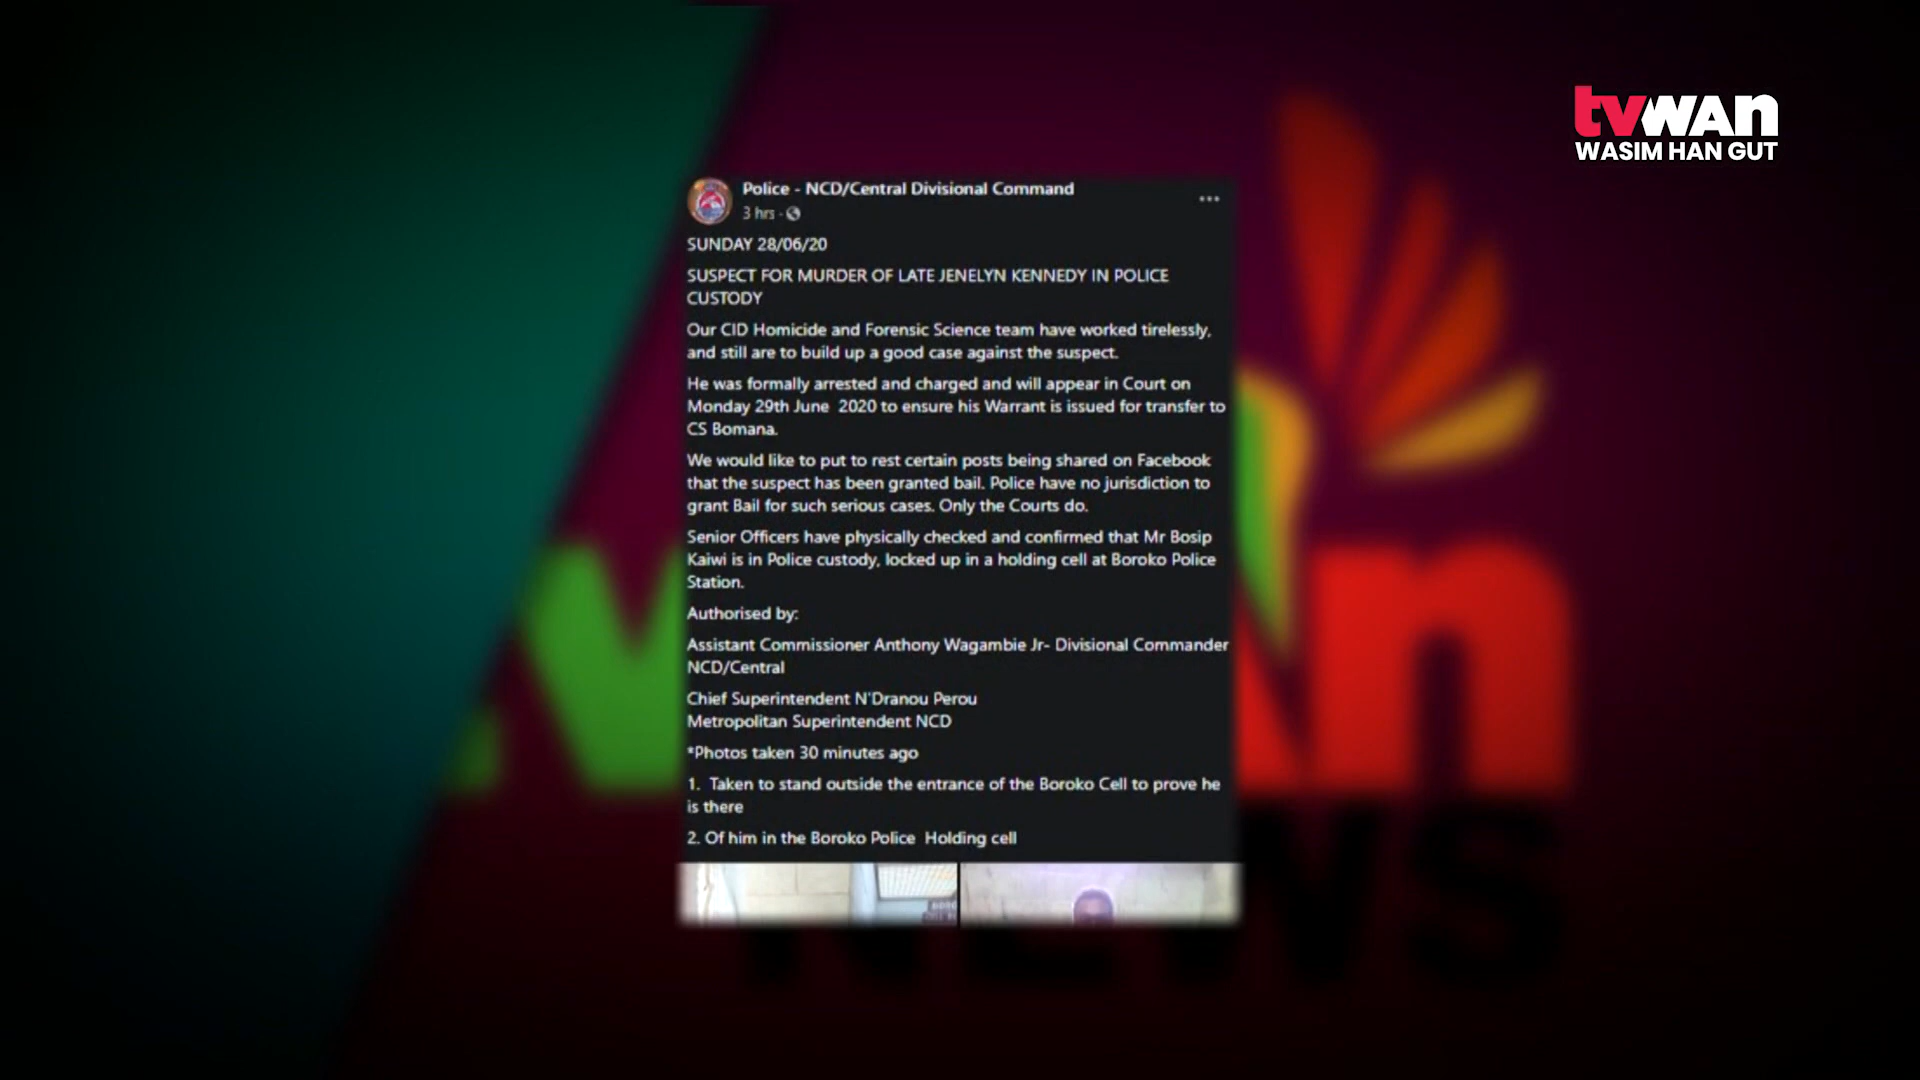 tvwan
WASIM HAN GUT
Police - NCD/Central Divisional Command
3 hrs ·
SUNDAY 28/06/20
SUSPECT FOR MURDER OF LATE JENELYN KENNEDY IN POLICE
CUSTODY
Our CID Homicide and Forensic Science team have worked tirelessly,
and still are to build up a good case against the suspect.
He was formally arrested and charged and will appear in Court on
Monday 29th June 2020 to ensure his Warrant is issued for transfer to
CS Bomana.
We would like to put to rest certain posts being shared on Facebook
that the suspect has been granted bail. Police have no jurisdiction to
grant Bail for such serious cases. Only the Courts do.
Senior Officers have physically checked and confirmed that Mr Bosip
Kaiwi is in Police custody, locked up in a holding cell at Boroko Police
Station.
Authorised by:
Assistant Commissioner Anthony Wagambie Jr- Divisional Commander
NCD/Central
Chief Superintendent N'Dranou Perou
Metropolitan Superintendent NCD
*Photos taken 30 minutes ago
1. Taken to stand outside the entrance of the Boroko Cell to prove he
is there
2. Of him in the Boroko Police Holding cell
NEWS